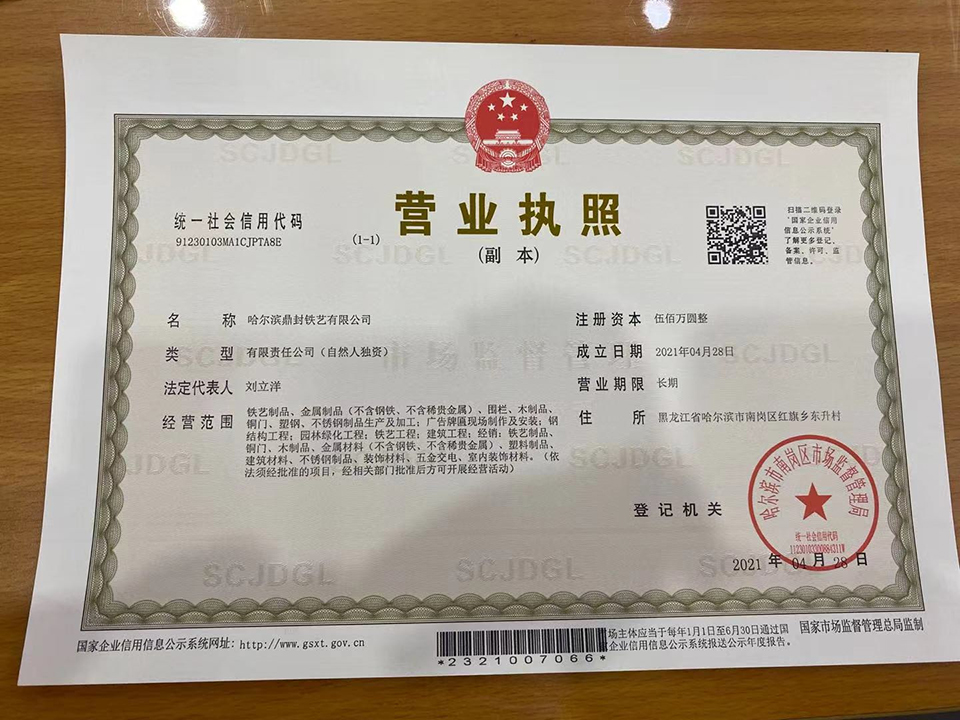 营业执照
(副 本)
统一社会信用代码
91230103MA1CJPTA8E
(1-1)
扫描二维码登录
"国家企业信用
信息公示系统"
了解更多登记、
备案、许可、监
管信息。
名 称 哈尔滨鼎封铁艺有限公司
类 型 有限责任公司（自然人独资）
法定代表人 刘立洋
经营范围 铁艺制品、金属制品（不含钢铁、不含稀贵金属）、围栏、木制品、
铜门、塑钢、不锈钢制品生产及加工；广告牌匾现场制作及安装；钢
结构工程；园林绿化工程；铁艺工程；建筑工程；经销：铁艺制品、
铜门、木制品、金属材料（不含钢铁、不含稀贵金属）、塑料制品、
建筑材料、不锈钢制品、装饰材料、五金交电、室内装饰材料。（依
法须经批准的项目，经相关部门批准后方可开展经营活动）
注册资本 伍佰万圆整
成立日期 2021年04月28日
营业期限 长期
住 所 黑龙江省哈尔滨市南岗区红旗乡东升村
登记机关
哈尔滨市南岗区市场监督管理局
统一社会信用代码
2021 年 04 月 28 日
SCJDGL
市场监督管理
国家企业信用信息公示系统网址：http://www.gsxt.gov.cn
*2321007066*
场主体应当于每年1月1日至6月30日通过国
企业信用信息公示系统报送公示年度报告。
国家市场监督管理总局监制